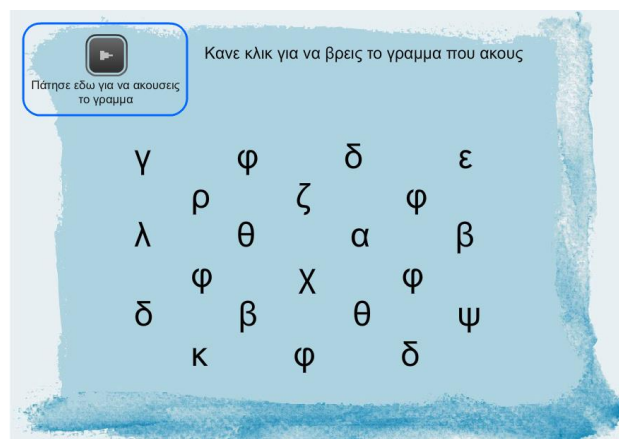 Κανε κλικ για να βρεις το γραμμα που ακους
Πάτησε εδω για να ακουσεις
το γραμμα
γ φ δ ε
ρ ζ φ
λ θ α β
φ χ φ
δ β θ ψ
κ φ δ